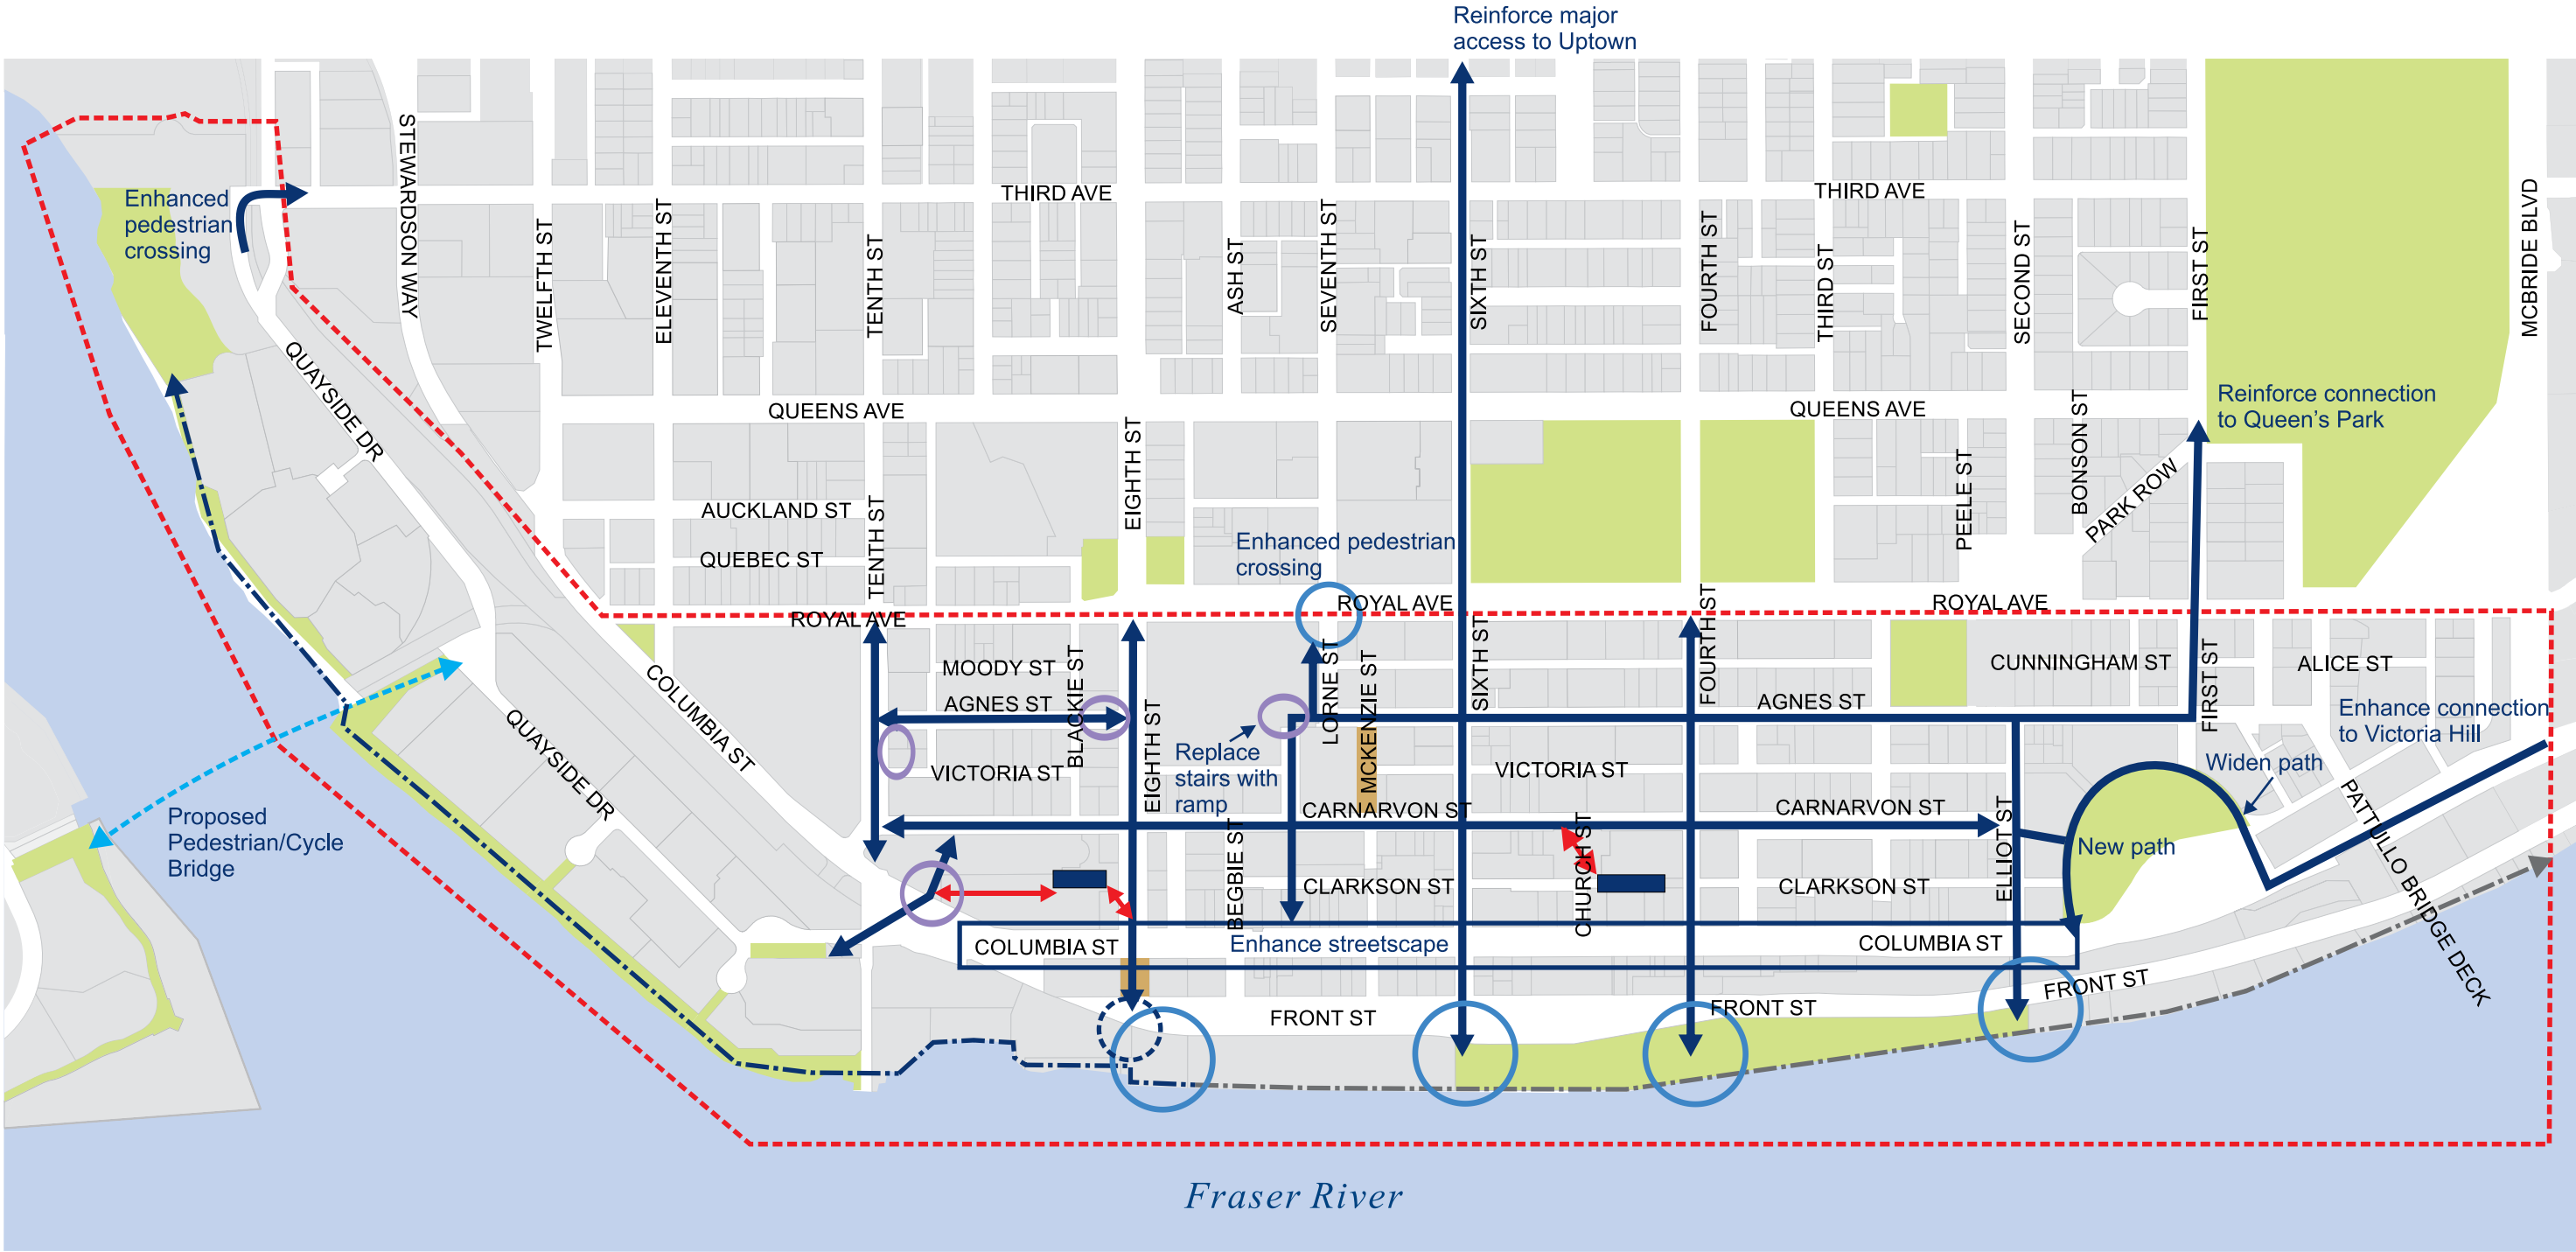 Reinforce major
access to Uptown
STEWARDSON WAY
Enhanced
pedestrian
crossing
THIRD AVE
THIRD AVE
MCBRIDE BLVD
TWELFTH ST
ELEVENTH ST
TENTH ST
ASH ST
SEVENTH ST
SIXTH ST
FOURTH ST
THIRD ST
SECOND ST
FIRST ST
QUAYSIDE DR
QUEENS AVE
QUEENS AVE
Reinforce connection
to Queen's Park
EIGHTH ST
PEELE ST
BONSON ST
PARK ROW
AUCKLAND ST
TENTH ST
QUEBEC ST
Enhanced pedestrian
crossing
ROYAL AVE
ROYAL AVE
ROYAL AVE
COLUMBIA ST
MOODY ST
AGNES ST
BLACKIE ST
LORNE ST
MCKENZIE ST
SIXTH ST
FOURTH ST
AGNES ST
CUNNINGHAM ST
FIRST ST
ALICE ST
Enhance connection
to Victoria Hill
QUAYSIDE DR
VICTORIA ST
EIGHTH ST
Replace
stairs with
ramp
VICTORIA ST
Widen path
PATTULLO BRIDGE DECK
Proposed
Pedestrian/Cycle
Bridge
CARNARVON ST
CARNARVON ST
CHURCH ST
ELLIOT ST
New path
BEGBIE ST
CLARKSON ST
CLARKSON ST
COLUMBIA ST
Enhance streetscape
COLUMBIA ST
FRONT ST
FRONT ST
FRONT ST
Fraser River